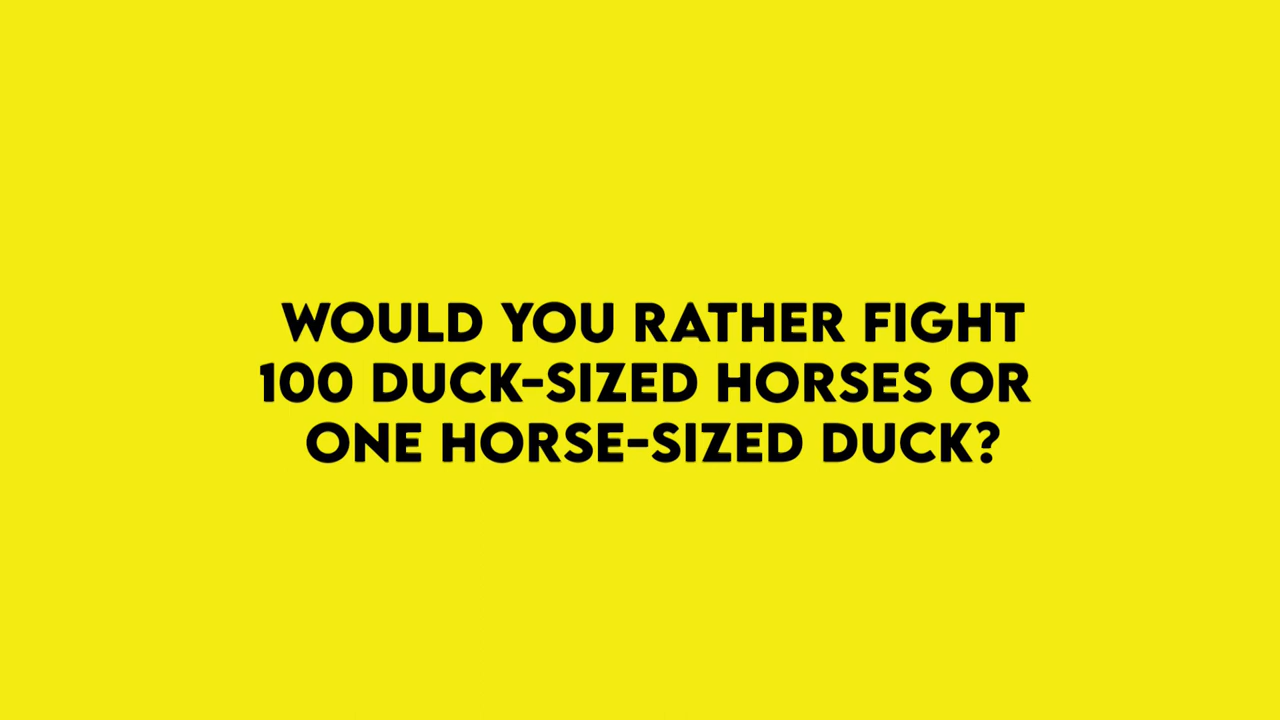 WOULD YOU RATHER FIGHT
100 DUCK-SIZED HORSES OR
ONE HORSE-SIZED DUCK?